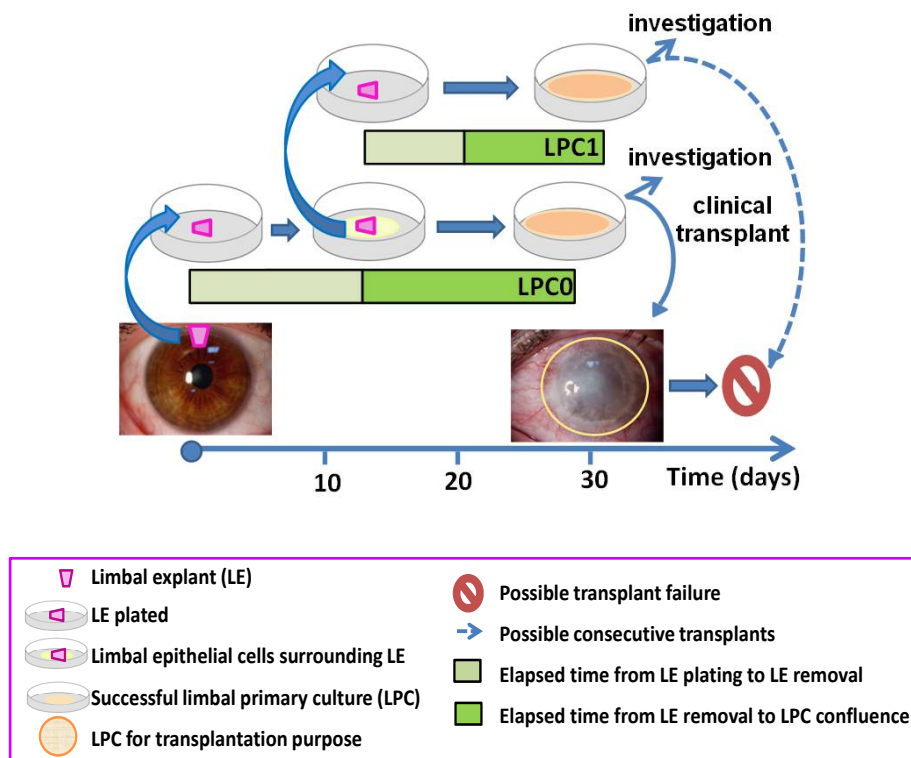 investigation
LPC1
investigation
clinical
transplant
LPC0
10
20
30
Time (days)
Limbal explant (LE)
LE plated
Limbal epithelial cells surrounding LE
Successful limbal primary culture (LPC)
LPC for transplantation purpose
Possible transplant failure
Possible consecutive transplants
Elapsed time from LE plating to LE removal
Elapsed time from LE removal to LPC confluence